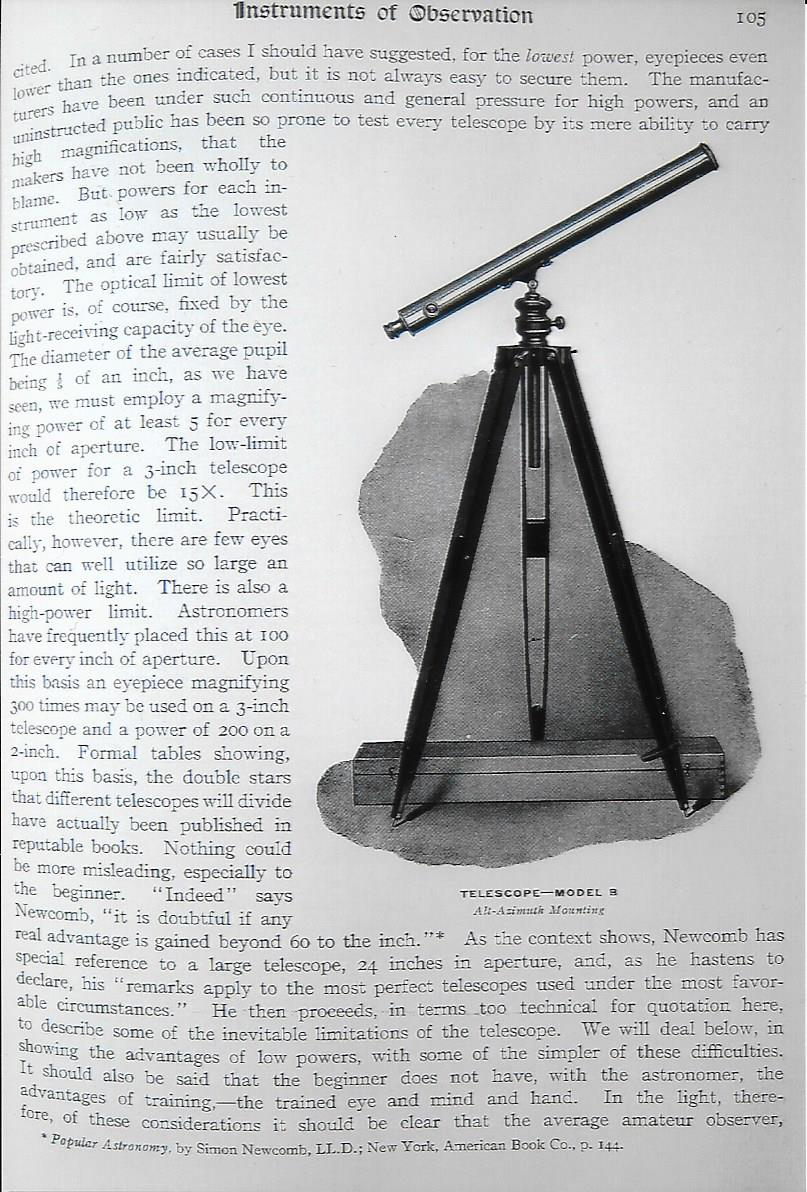 Instruments of Observation 105
cited. In a number of cases I should have suggested, for the lowest power, eyepieces even
lower than the ones indicated, but it is not always easy to secure them. The manufac-
turers have been under such continuous and general pressure for high powers, and an
uninstructed public has been so prone to test every telescope by its mere ability to carry
high magnifications, that the
makers have not been wholly to
blame. But powers for each in-
strument as low as the lowest
prescribed above may usually be
obtained, and are fairly satisfac-
tory. The optical limit of lowest
power is, of course, fixed by the
light-receiving capacity of the eye.
The diameter of the average pupil
being ⅕ of an inch, as we have
seen, we must employ a magnify-
ing power of at least 5 for every
inch of aperture. The low-limit
of power for a 3-inch telescope
would therefore be 15X. This
is the theoretic limit. Practi-
cally, however, there are few eyes
that can well utilize so large an
amount of light. There is also a
high-power limit. Astronomers
have frequently placed this at 100
for every inch of aperture. Upon
this basis an eyepiece magnifying
300 times may be used on a 3-inch
telescope and a power of 200 on a
2-inch. Formal tables showing,
upon this basis, the double stars
that different telescopes will divide
have actually been published in
reputable books. Nothing could
be more misleading, especially to
the beginner. "Indeed" says
Newcomb, "it is doubtful if any
TELESCOPE—MODEL B
Alt-Azimuth Mounting
real advantage is gained beyond 60 to the inch."* As the context shows, Newcomb has
special reference to a large telescope, 24 inches in aperture, and, as he hastens to
declare, his "remarks apply to the most perfect telescopes used under the most favor-
able circumstances." He then proceeds, in terms too technical for quotation here,
to describe some of the inevitable limitations of the telescope. We will deal below, in
showing the advantages of low powers, with some of the simpler of these difficulties.
It should also be said that the beginner does not have, with the astronomer, the
advantages of training,—the trained eye and mind and hand. In the light, there-
fore, of these considerations it should be clear that the average amateur observer,
* Popular Astronomy, by Simon Newcomb, LL.D.; New York, American Book Co., p. 144.